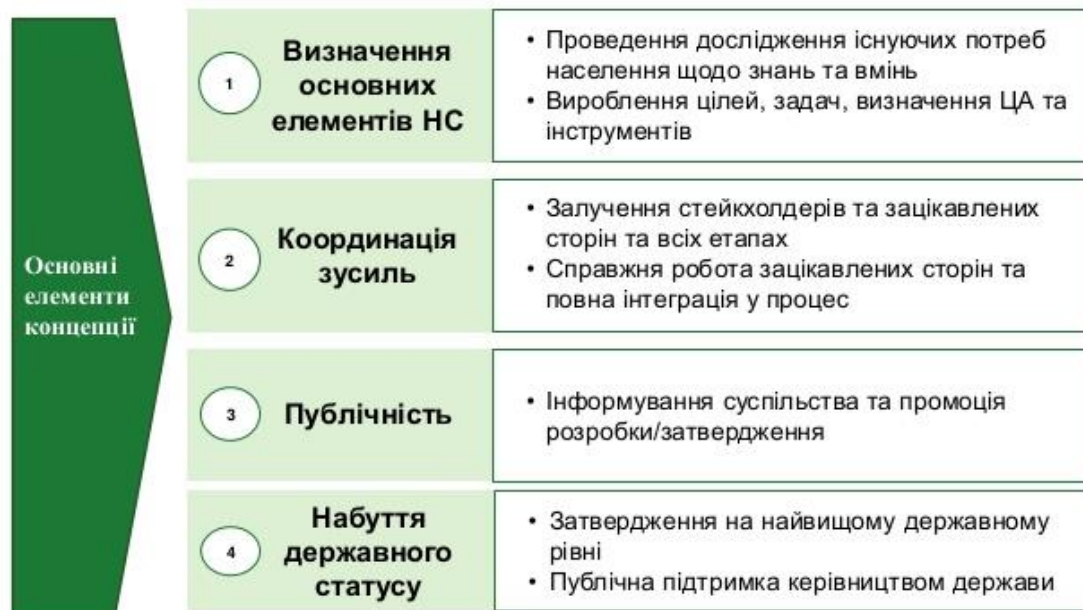 Основні
елементи
концепції
1
Визначення
основних
елементів НС
• Проведення дослідження існуючих потреб
населення щодо знань та вмінь
• Вироблення цілей, задач, визначення ЦА та
інструментів
2
Координація
зусиль
• Залучення стейкхолдерів та зацікавлених
сторін та всіх етапах
• Справжня робота зацікавлених сторін та
повна інтеграція у процес
3
Публічність
• Інформування суспільства та промоція
розробки/затвердження
4
Набуття
державного
статусу
• Затвердження на найвищому державному
рівні
• Публічна підтримка керівництвом держави